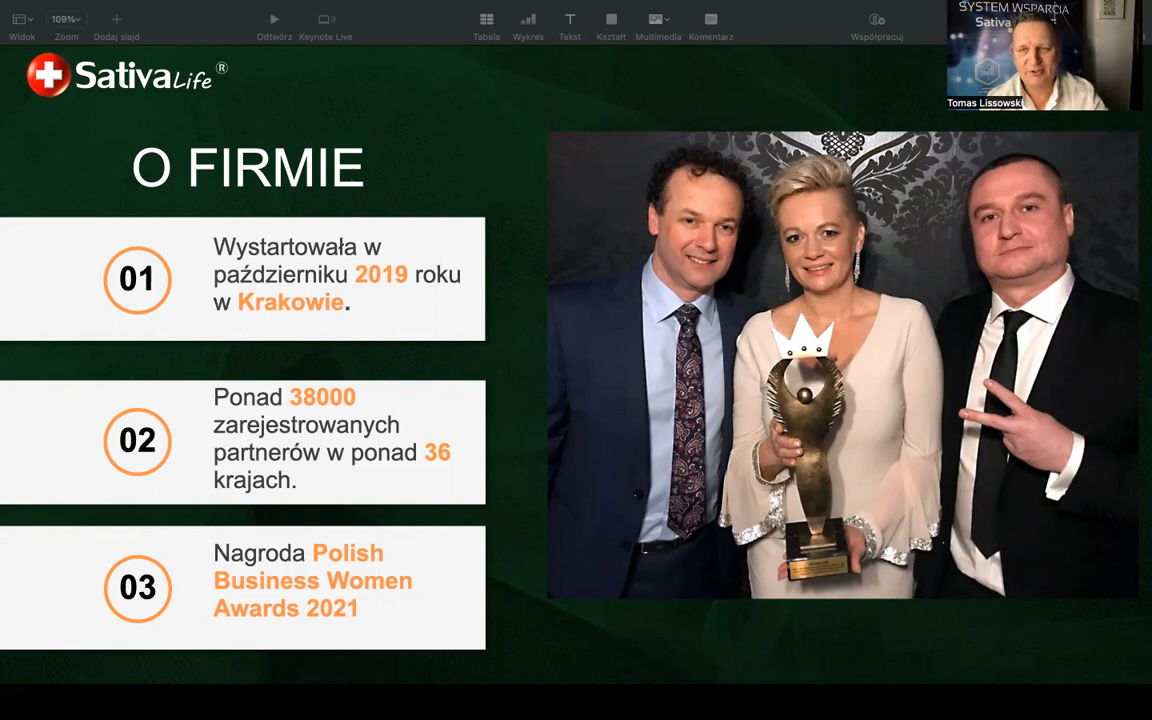 109%
Widok
Zoom
Dodaj slajd
Odtwórz
Keynote Live
Tabela
Wykres
T
Tekst
Kształt
Multimedia
Komentarz
Współpracuj
SYSTEM WSPARCIA
Sativa
Tomas Lissowski
SativaLife®
O FIRMIE
01
Wystartowała w
październiku 2019 roku
w Krakowie.
02
Ponad 38000
zarejestrowanych
partnerów w ponad 36
krajach.
03
Nagroda Polish
Business Women
Awards 2021